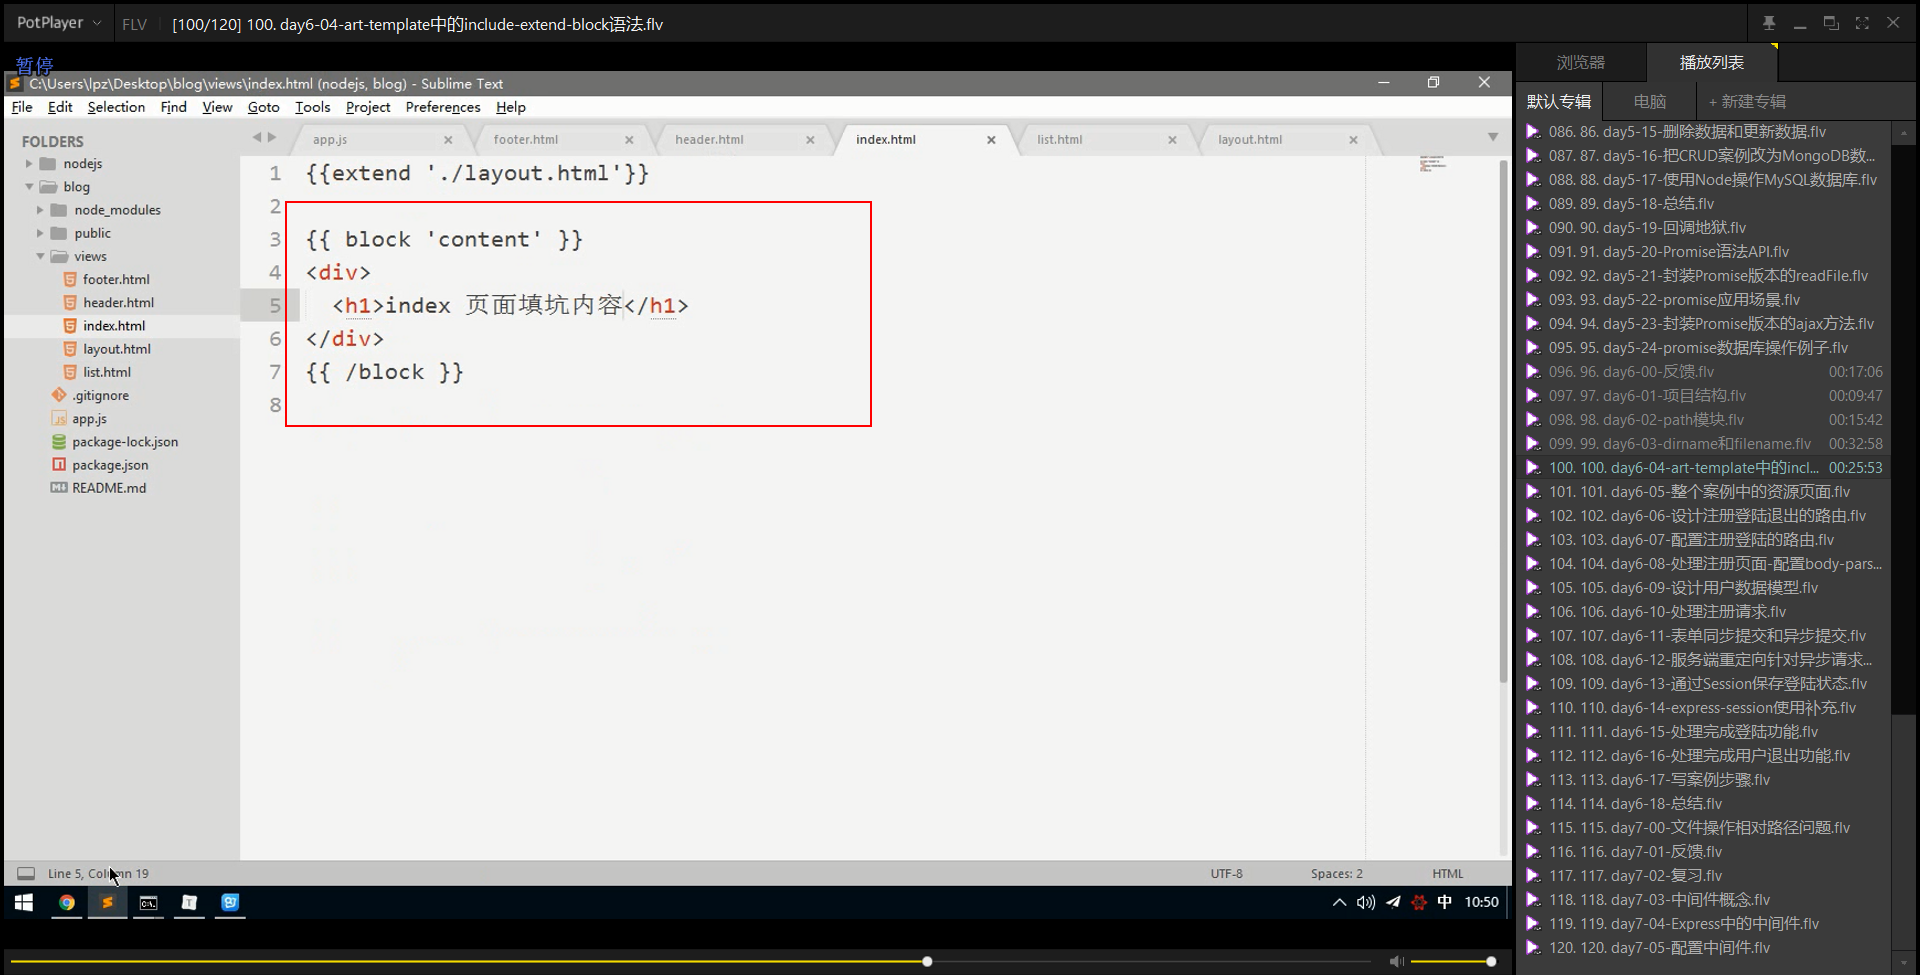 PotPlayer
FLV
[100/120] 100. day6-04-art-template中的include-extend-block语法.flv
暂停
C:\Users\lpz\Desktop\blog\views\index.html (nodejs, blog) - Sublime Text
File Edit Selection Find View Goto Tools Project Preferences Help
FOLDERS
nodejs
blog
node_modules
public
views
footer.html
header.html
index.html
layout.html
list.html
.gitignore
app.js
package-lock.json
package.json
README.md
app.js
footer.html
header.html
index.html
list.html
layout.html
1 {{extend './layout.html'}}
2
3 {{ block 'content' }}
4 <div>
5 <h1>index 页面填坑内容</h1>
6 </div>
7 {{ /block }}
8
Line 5, Column 19
UTF-8
Spaces: 2
HTML
中
10:50
浏览器
播放列表
默认专辑
电脑
+ 新建专辑
086. 86. day5-15-删除数据和更新数据.flv
087. 87. day5-16-把CRUD案例改为MongoDB数...
088. 88. day5-17-使用Node操作MySQL数据库.flv
089. 89. day5-18-总结.flv
090. 90. day5-19-回调地狱.flv
091. 91. day5-20-Promise语法API.flv
092. 92. day5-21-封装Promise版本的readFile.flv
093. 93. day5-22-promise应用场景.flv
094. 94. day5-23-封装Promise版本的ajax方法.flv
095. 95. day5-24-promise数据库操作例子.flv
096. 96. day6-00-反馈.flv 00:17:06
097. 97. day6-01-项目结构.flv 00:09:47
098. 98. day6-02-path模块.flv 00:15:42
099. 99. day6-03-dirname和filename.flv 00:32:58
100. 100. day6-04-art-template中的incl... 00:25:53
101. 101. day6-05-整个案例中的资源页面.flv
102. 102. day6-06-设计注册登陆退出的路由.flv
103. 103. day6-07-配置注册登陆的路由.flv
104. 104. day6-08-处理注册页面-配置body-pars...
105. 105. day6-09-设计用户数据模型.flv
106. 106. day6-10-处理注册请求.flv
107. 107. day6-11-表单同步提交和异步提交.flv
108. 108. day6-12-服务端重定向针对异步请求...
109. 109. day6-13-通过Session保存登陆状态.flv
110. 110. day6-14-express-session使用补充.flv
111. 111. day6-15-处理完成登陆功能.flv
112. 112. day6-16-处理完成用户退出功能.flv
113. 113. day6-17-写案例步骤.flv
114. 114. day6-18-总结.flv
115. 115. day7-00-文件操作相对路径问题.flv
116. 116. day7-01-反馈.flv
117. 117. day7-02-复习.flv
118. 118. day7-03-中间件概念.flv
119. 119. day7-04-Express中的中间件.flv
120. 120. day7-05-配置中间件.flv